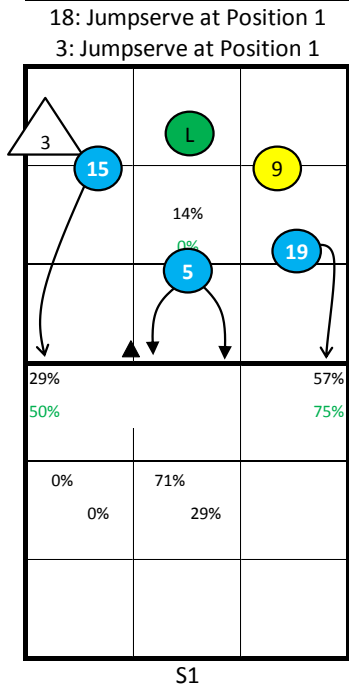 18: Jumpserve at Position 1
3: Jumpserve at Position 1
3
L
15
9
14%
0%
19
5
29% 57%
50% 75%
0% 71%
0% 29%
S1